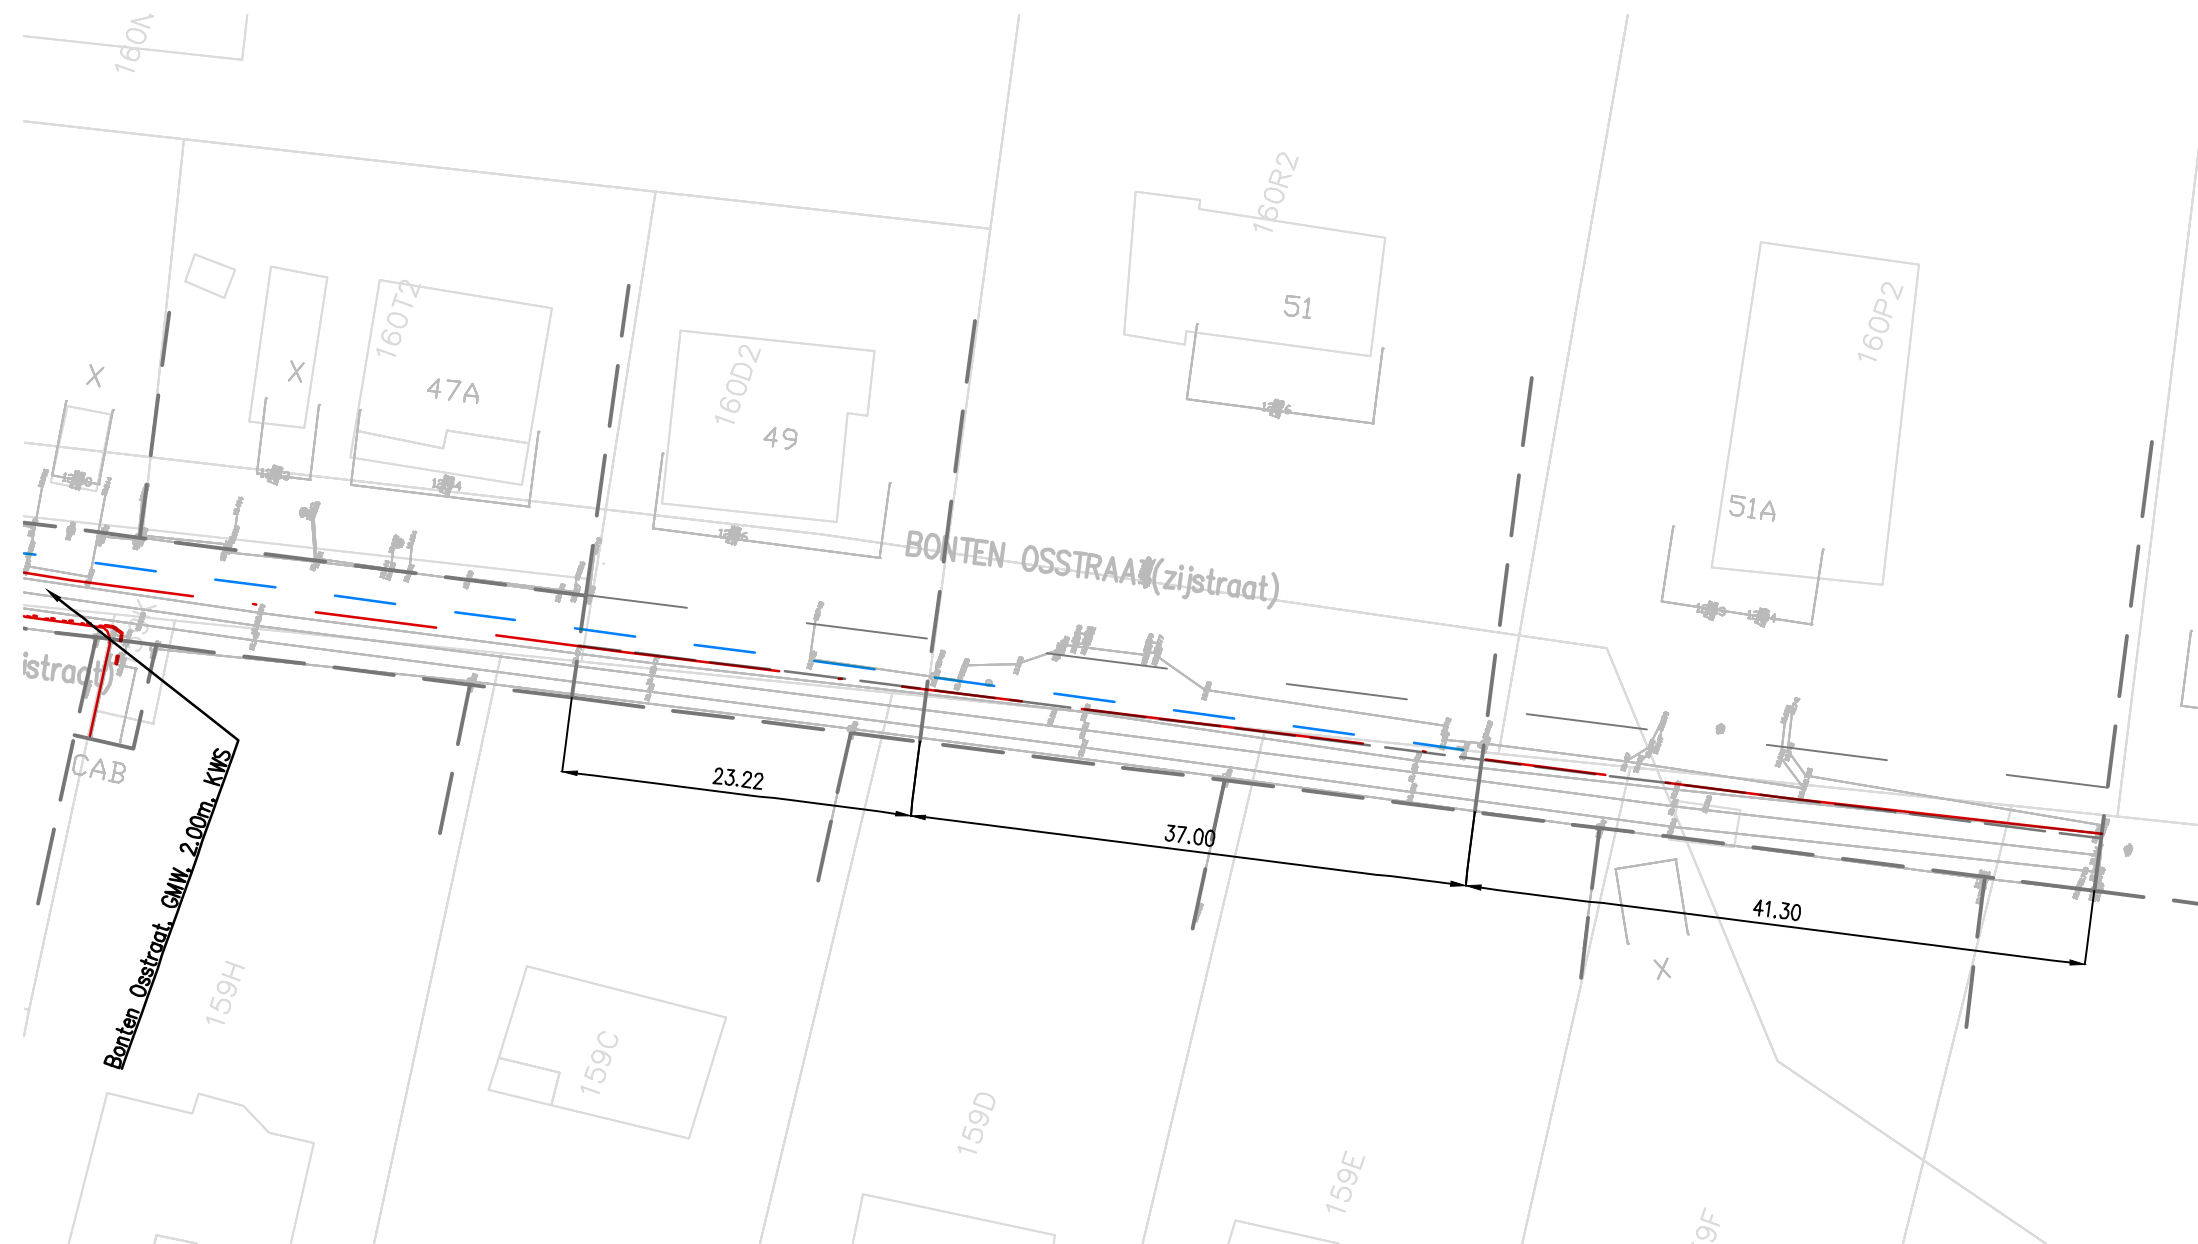 160R2
160T2
160D2
160P2
51
X
X
47A
49
51A
BONTEN OSSTRAAT (zijstraat)
istraat)
CAB
23.22
37.00
41.30
Bonten Osstraat, GMW, 2.00m, KWS
X
159H
159C
159D
159E
9F